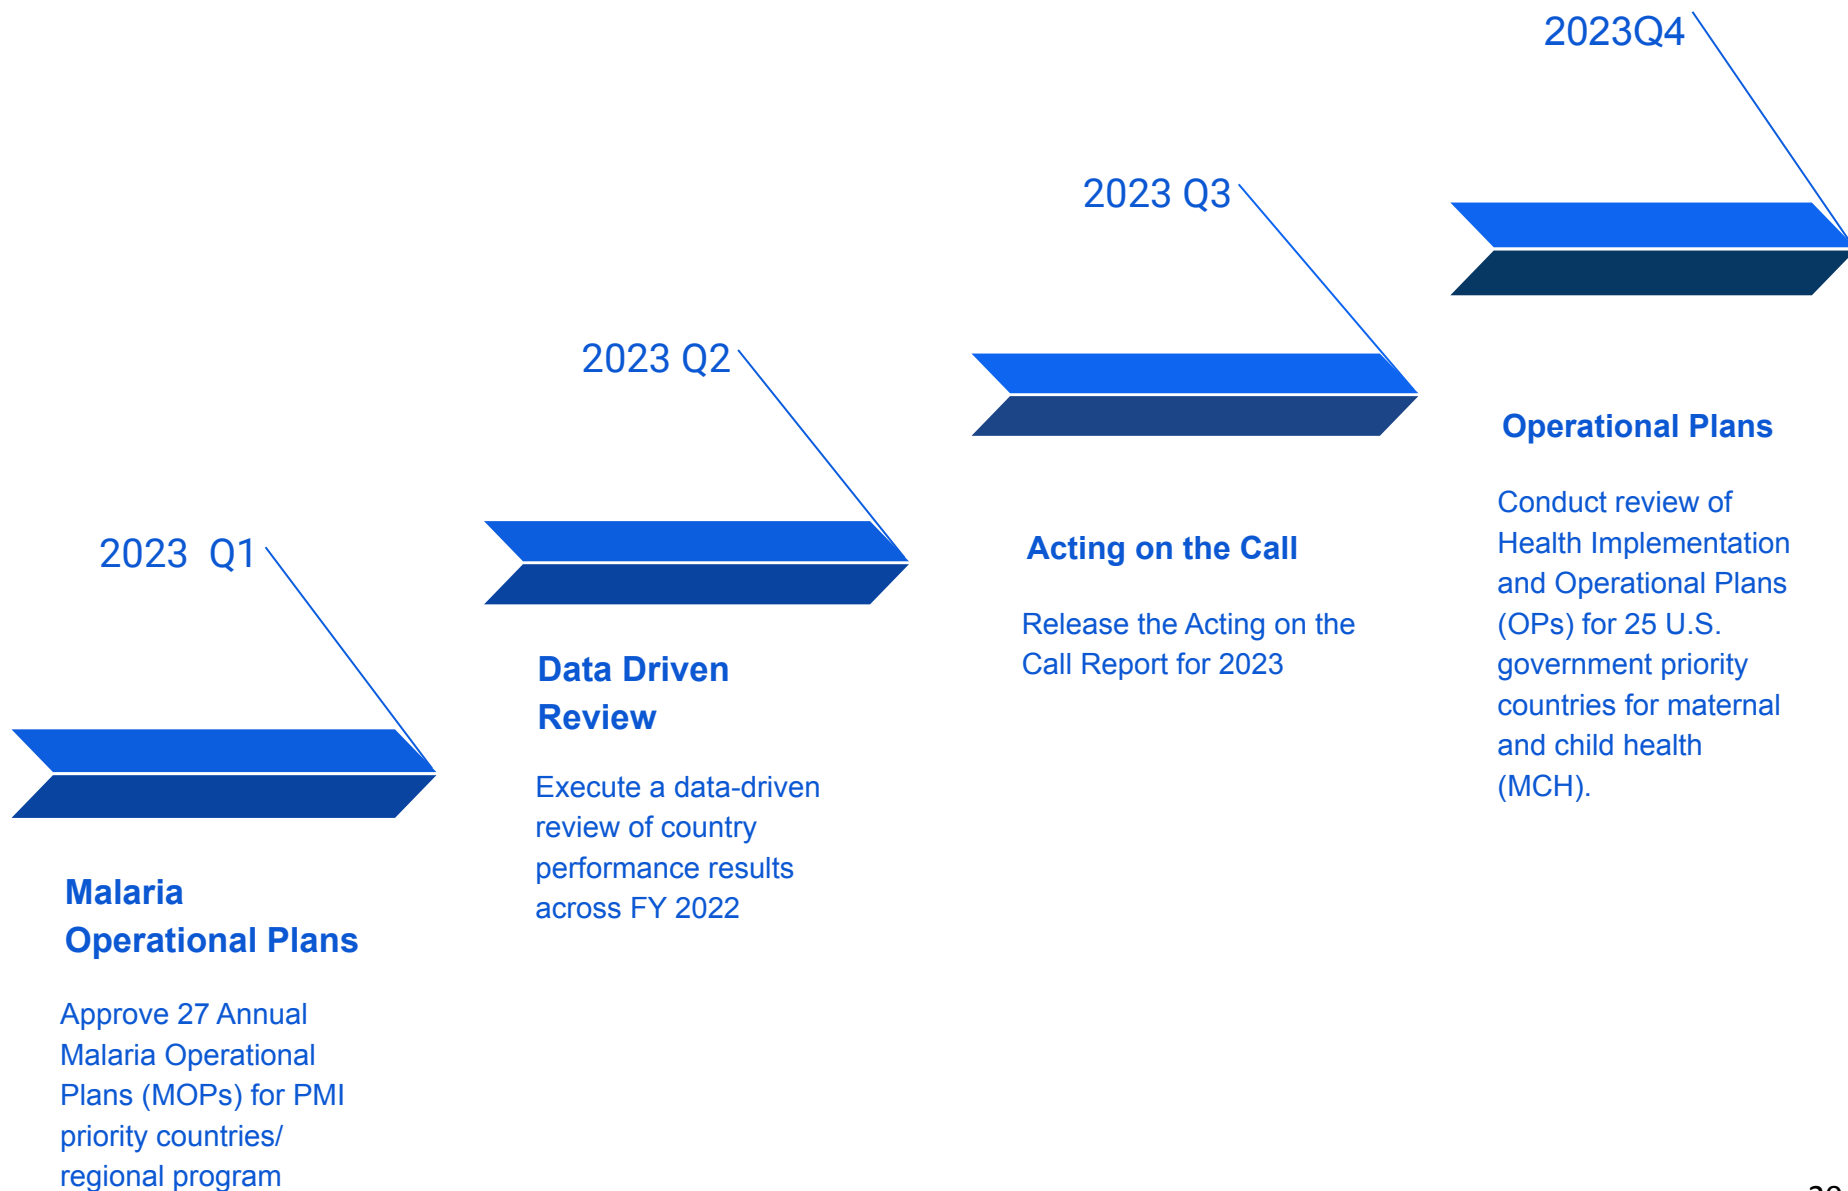 2023 Q1
Malaria
Operational Plans
Approve 27 Annual
Malaria Operational
Plans (MOPs) for PMI
priority countries/
regional program
2023 Q2
Data Driven
Review
Execute a data-driven
review of country
performance results
across FY 2022
2023 Q3
Acting on the Call
Release the Acting on the
Call Report for 2023
2023Q4
Operational Plans
Conduct review of
Health Implementation
and Operational Plans
(OPs) for 25 U.S.
government priority
countries for maternal
and child health
(MCH).